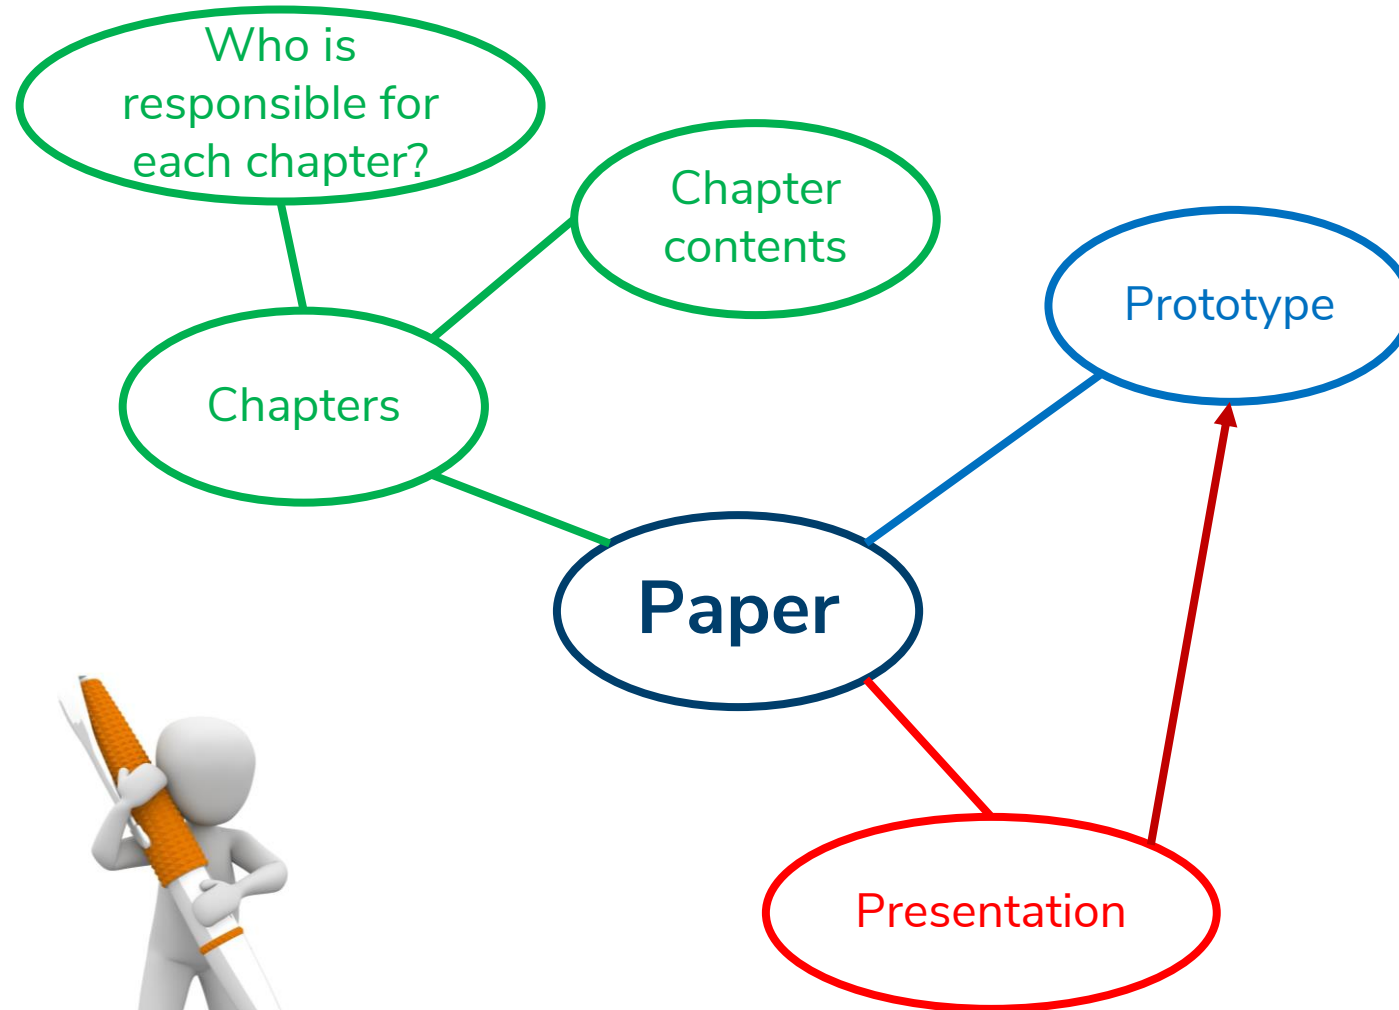 Who is
responsible for
each chapter?
Chapter
contents
Prototype
Chapters
Paper
Presentation